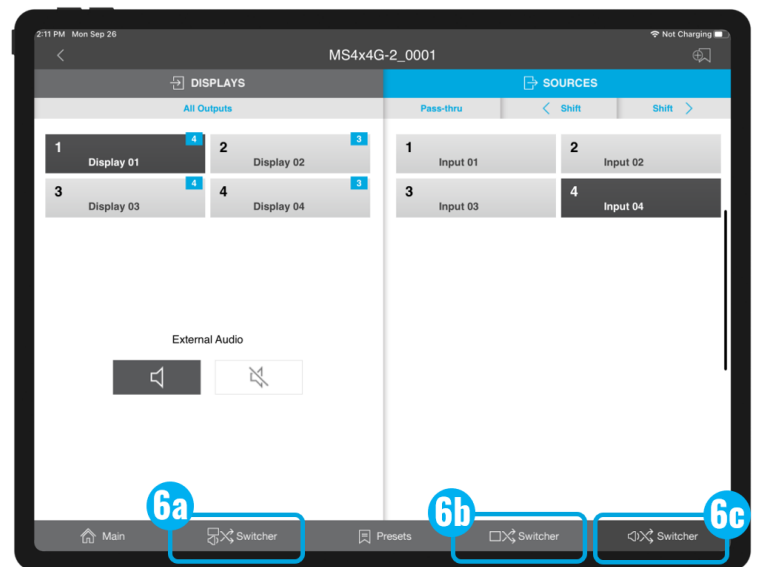 2:11 PM Mon Sep 26
Not Charging
MS4x4G-2_0001
DISPLAYS
SOURCES
All Outputs
Pass-thru
Shift
Shift
1
4
Display 01
2
3
Display 02
3
4
Display 03
4
3
Display 04
1
Input 01
2
Input 02
3
Input 03
4
Input 04
External Audio
6a
6b
6c
Main
Switcher
Presets
Switcher
Switcher